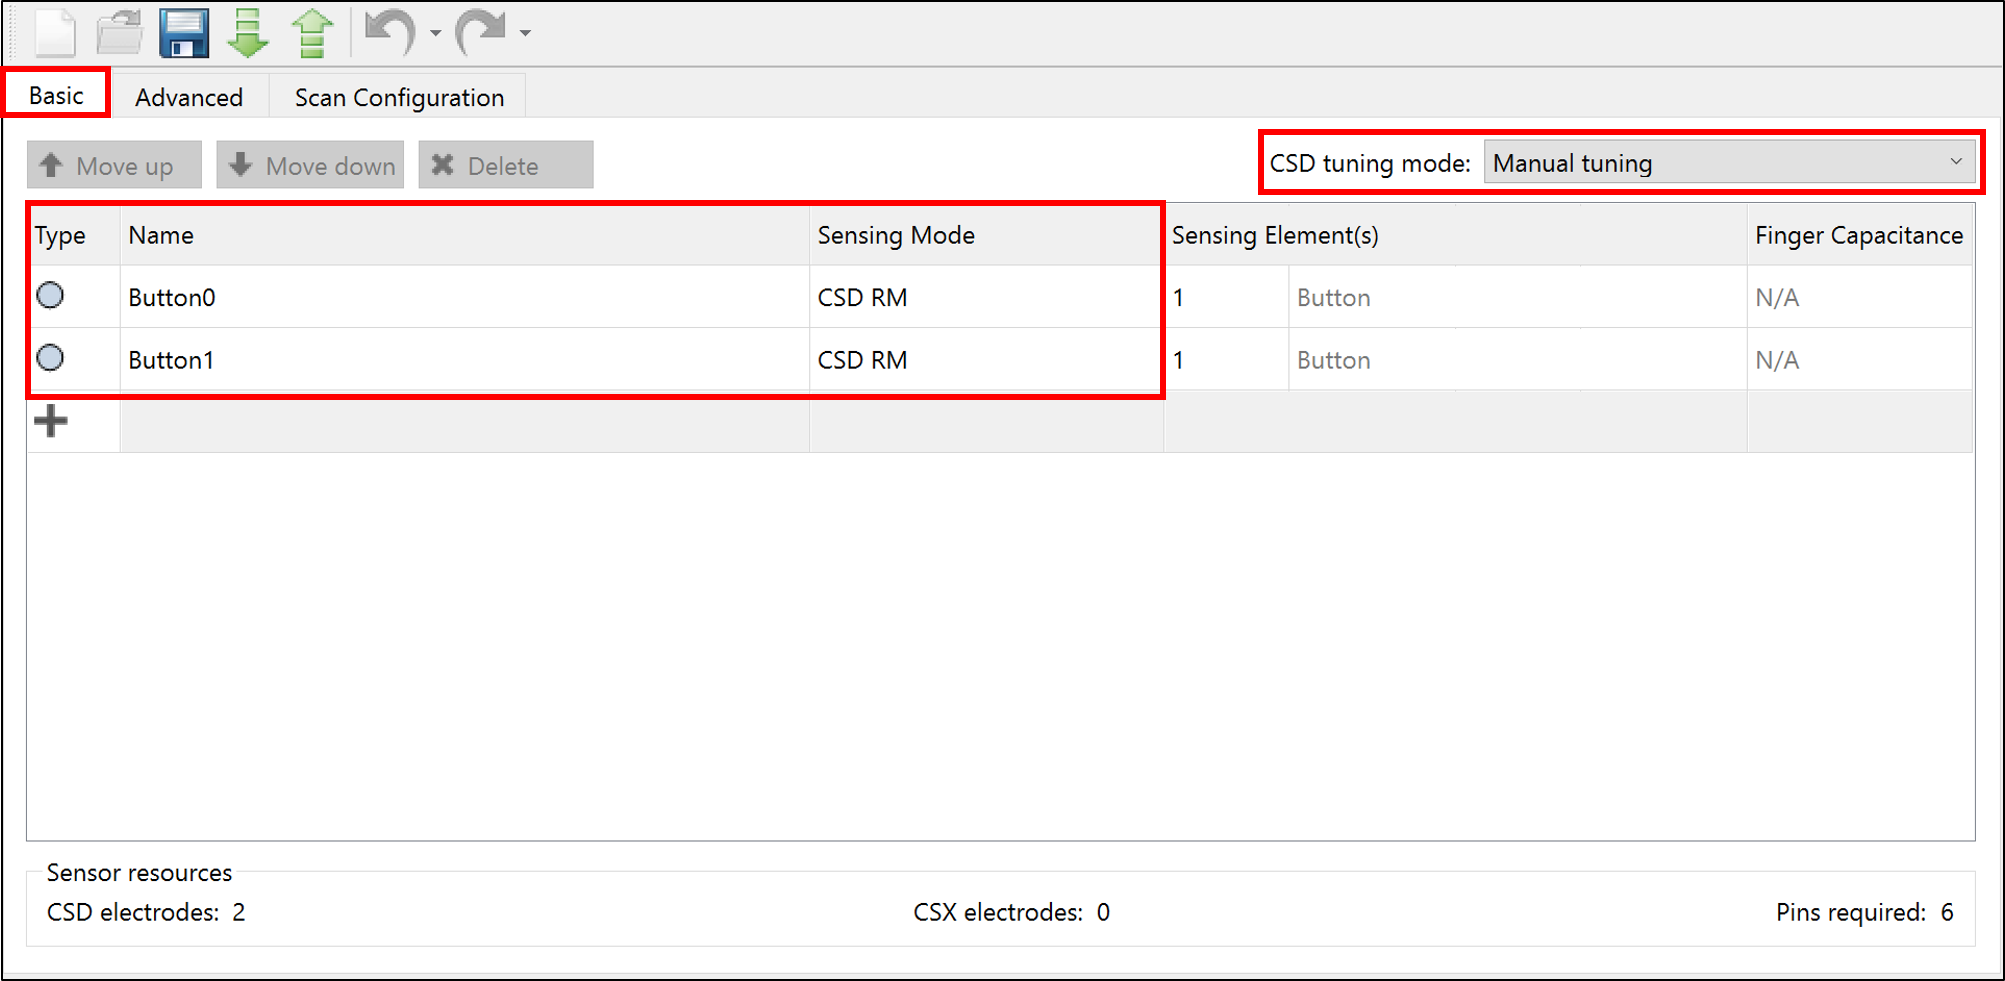 Basic Advanced Scan Configuration
Move up Move down Delete CSD tuning mode: Manual tuning
Type Name Sensing Mode Sensing Element(s) Finger Capacitance
Button0 CSD RM 1 Button N/A
Button1 CSD RM 1 Button N/A
Sensor resources
CSD electrodes: 2 CSX electrodes: 0 Pins required: 6